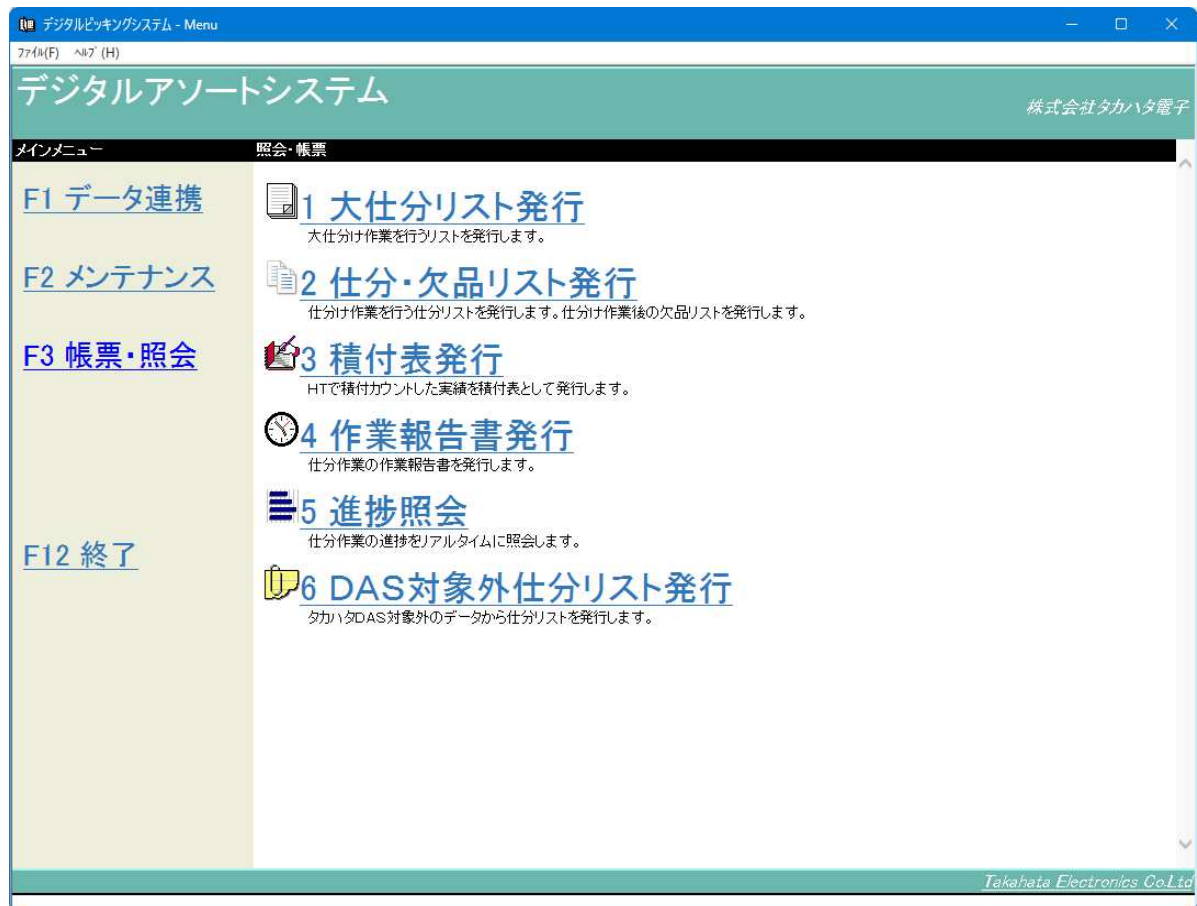 デジタルピッキングシステム - Menu
ファイル(F) ヘルプ(H)
デジタルアソートシステム
株式会社タカハタ電子
メインメニュー 照会・帳票
F1 データ連携
1 大仕分リスト発行
大仕分け作業を行うリストを発行します。
F2 メンテナンス
2 仕分・欠品リスト発行
仕分け作業を行う仕分リストを発行します。仕分け作業後の欠品リストを発行します。
F3 帳票・照会
3 積付表発行
HTで積付カウントした実績を積付表として発行します。
4 作業報告書発行
仕分作業の作業報告書を発行します。
5 進捗照会
仕分作業の進捗をリアルタイムに照会します。
F12 終了
6 DAS対象外仕分リスト発行
タカハタDAS対象外のデータから仕分リストを発行します。
Takahata Electronics Co.Ltd